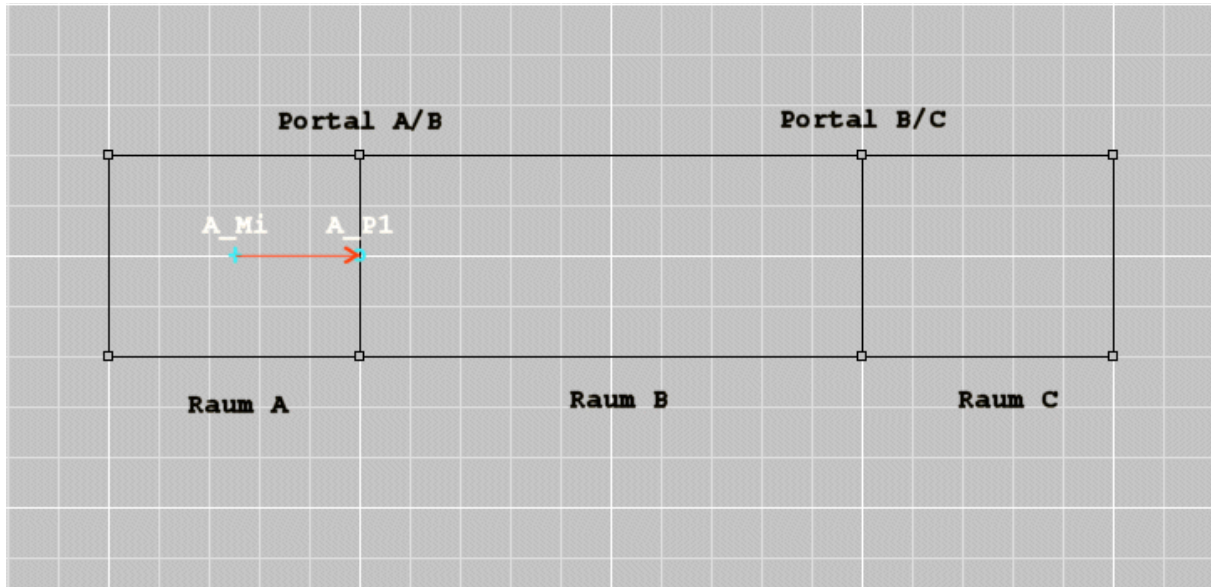 Portal A/B
Portal B/C
A_Mi
A_P1
Raum A
Raum B
Raum C